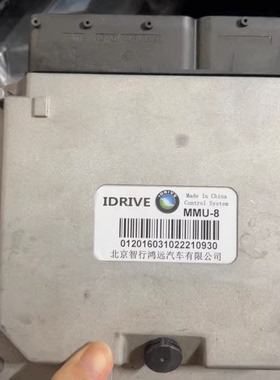 IDRIVE
IDRIVE
Made In China
Control System
MMU-8
012016031022210930
北京智行鸿远汽车有限公司